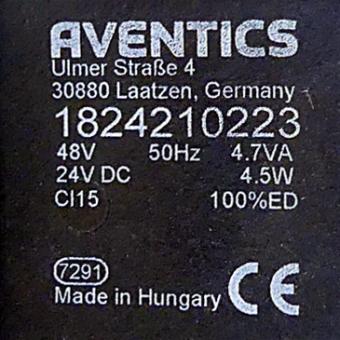 AVENTICS
Ulmer Straße 4
30880 Laatzen, Germany
1824210223
48V 50Hz 4.7VA
24V DC 4.5W
CI15 100%ED
7291
Made in Hungary CE